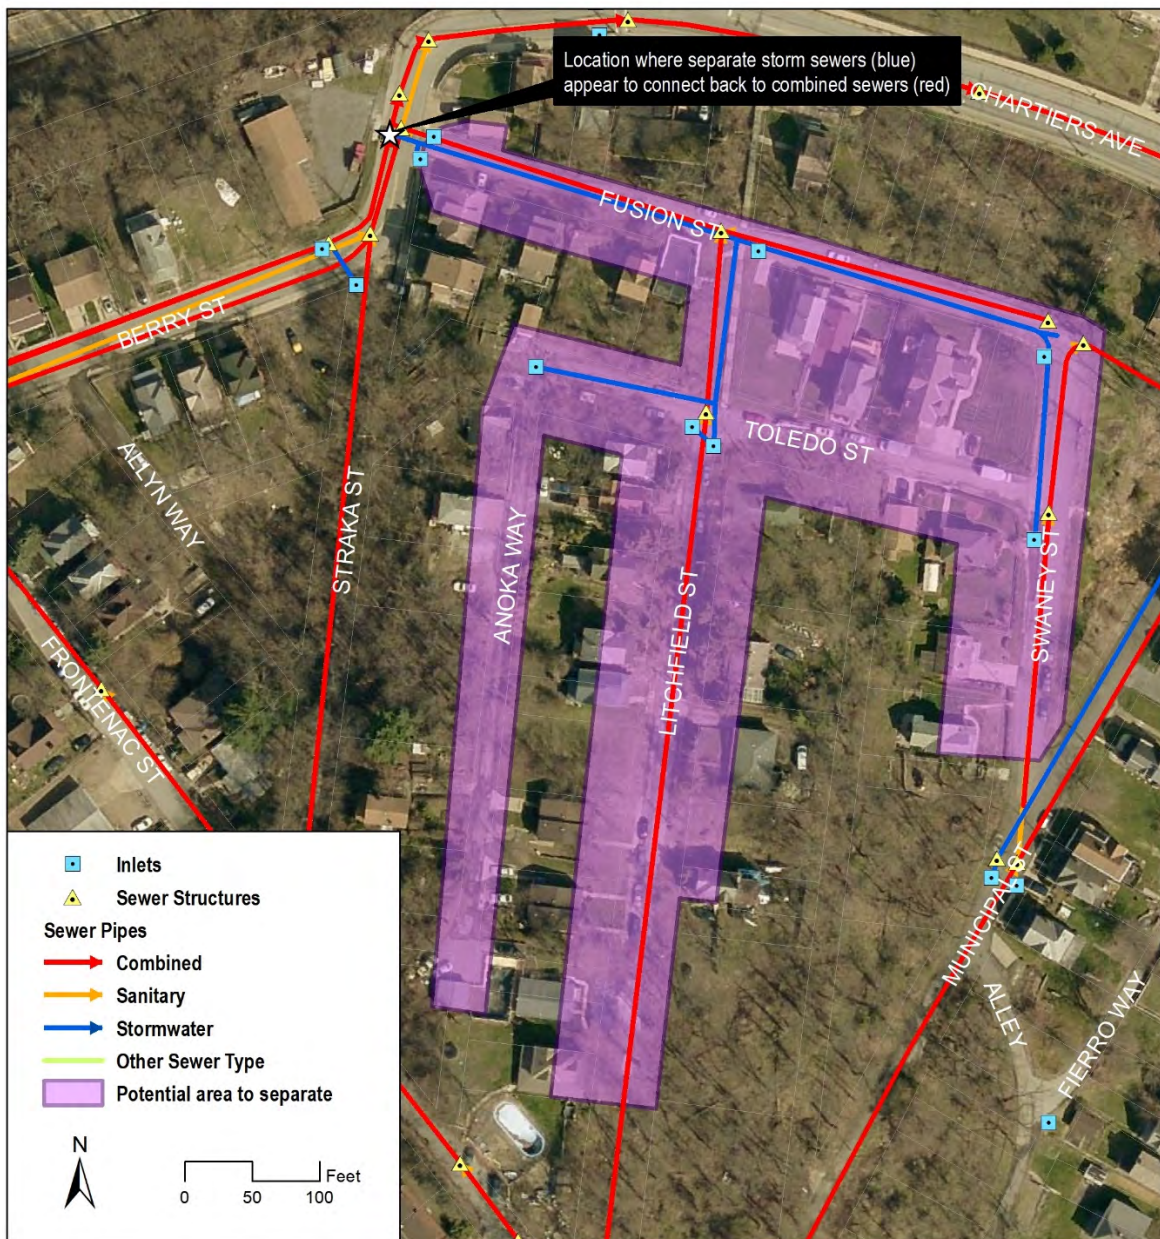 Location where separate storm sewers (blue)
appear to connect back to combined sewers (red)
CHARTIERS AVE
FUSION ST
BERRY ST
TOLEDO ST
AELYN WAY
STRAKA ST
ANOKA WAY
LITCHFIELD ST
SWANEY ST
FRONTENAC ST
MUNICIPAL ST
ALLEY
FIERRO WAY
Inlets
Sewer Structures
Sewer Pipes
Combined
Sanitary
Stormwater
Other Sewer Type
Potential area to separate
N
Feet
0 50 100